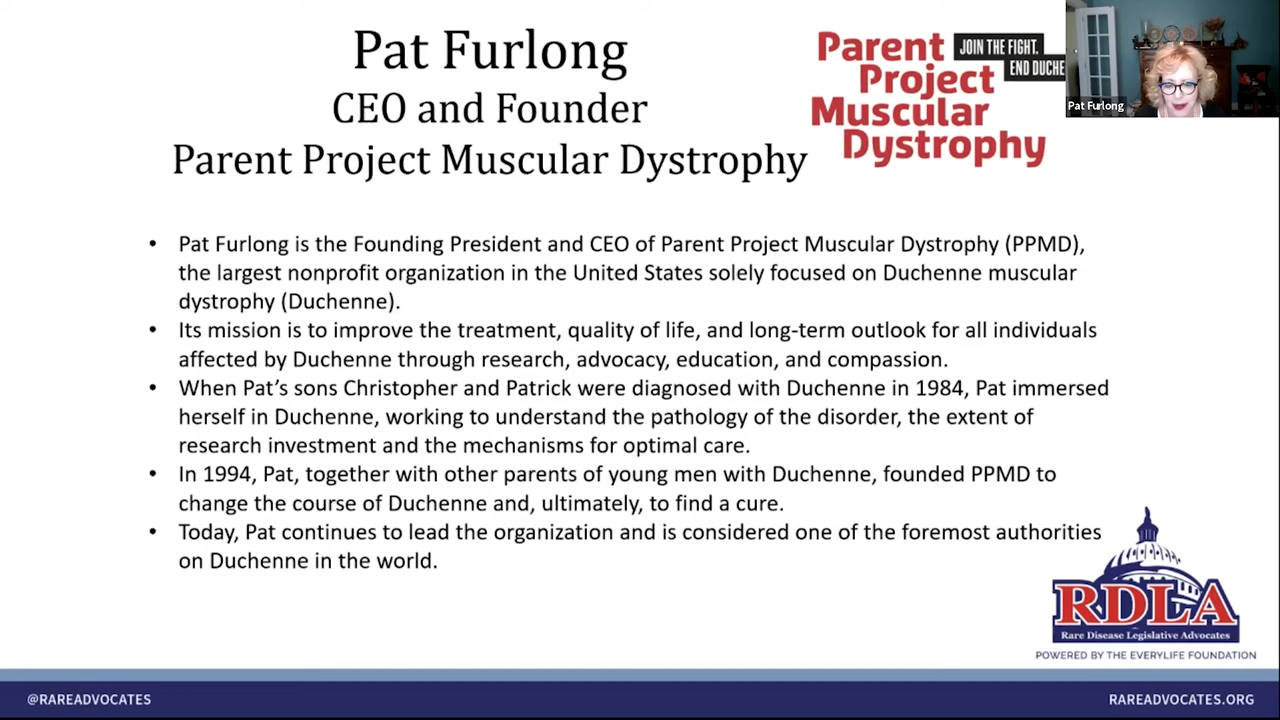 Pat Furlong
CEO and Founder
Parent Project Muscular Dystrophy
Parent
Project
Muscular
Dystrophy
JOIN THE FIGHT.
END DUCHE
Pat Furlong
• Pat Furlong is the Founding President and CEO of Parent Project Muscular Dystrophy (PPMD),
the largest nonprofit organization in the United States solely focused on Duchenne muscular
dystrophy (Duchenne).
• Its mission is to improve the treatment, quality of life, and long-term outlook for all individuals
affected by Duchenne through research, advocacy, education, and compassion.
• When Pat's sons Christopher and Patrick were diagnosed with Duchenne in 1984, Pat immersed
herself in Duchenne, working to understand the pathology of the disorder, the extent of
research investment and the mechanisms for optimal care.
• In 1994, Pat, together with other parents of young men with Duchenne, founded PPMD to
change the course of Duchenne and, ultimately, to find a cure.
• Today, Pat continues to lead the organization and is considered one of the foremost authorities
on Duchenne in the world.
RDLA
Rare Disease Legislative Advocates
POWERED BY THE EVERYLIFE FOUNDATION
@RAREADVOCATES
RAREADVOCATES.ORG